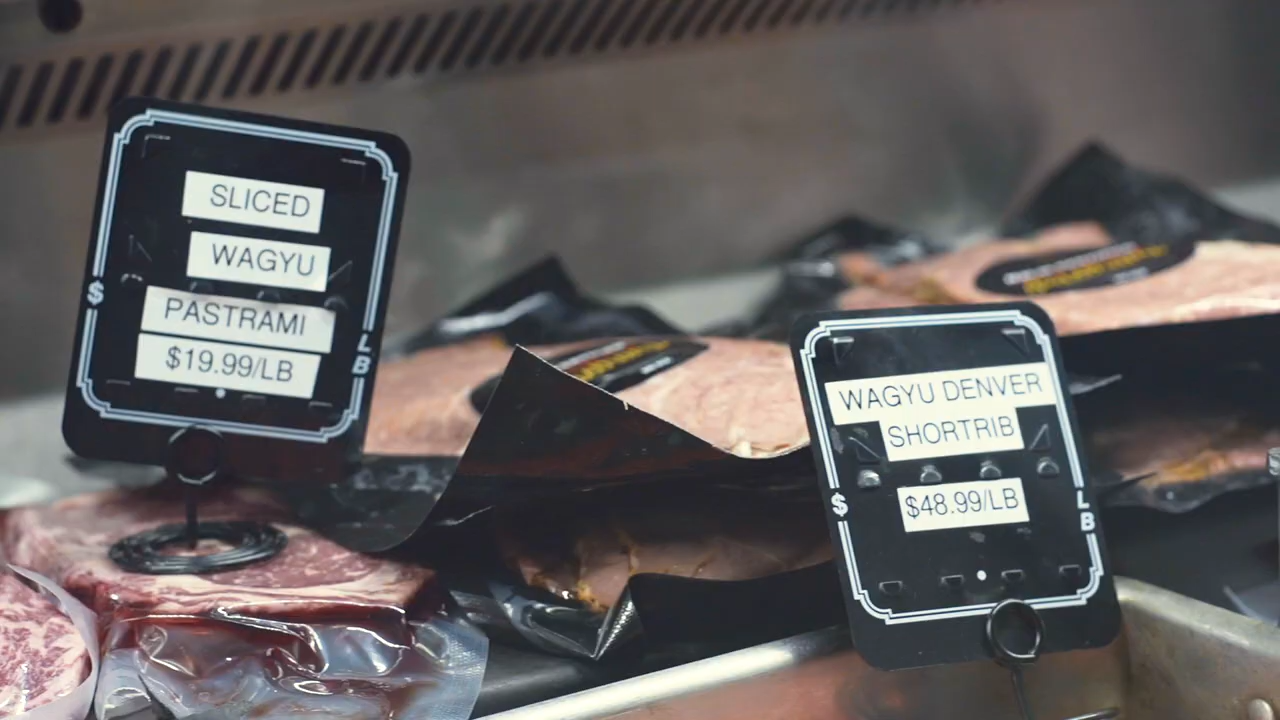 SLICED
WAGYU
PASTRAMI
$19.99/LB
$
LB
WAGYU DENVER
SHORTRIB
$48.99/LB
$
LB